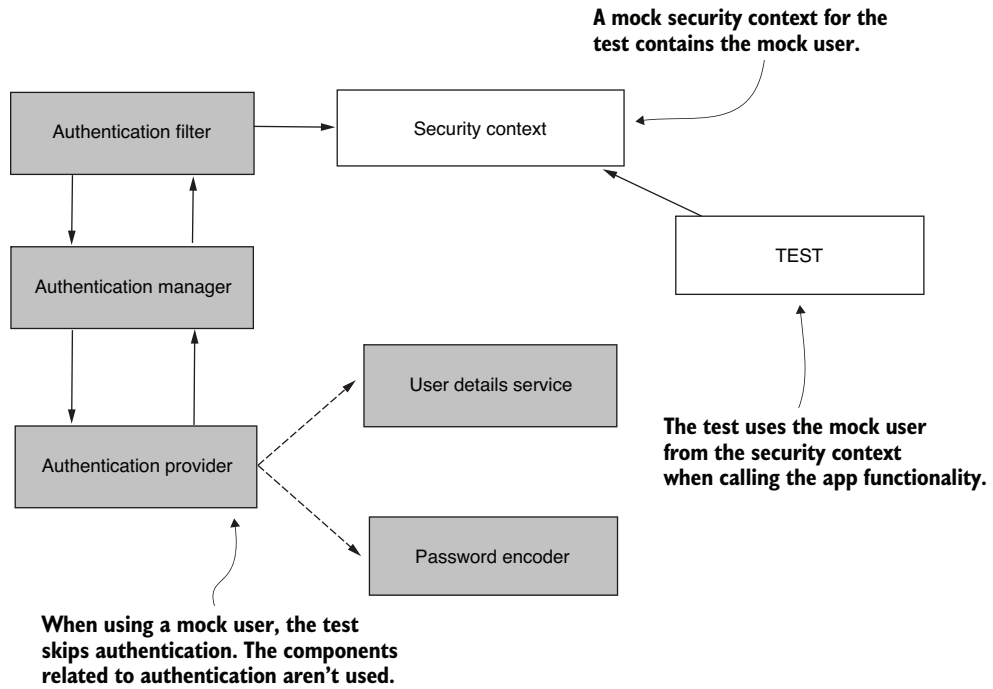 A mock security context for the
test contains the mock user.
Authentication filter
Security context
TEST
Authentication manager
User details service
The test uses the mock user
from the security context
when calling the app functionality.
Authentication provider
Password encoder
When using a mock user, the test
skips authentication. The components
related to authentication aren’t used.